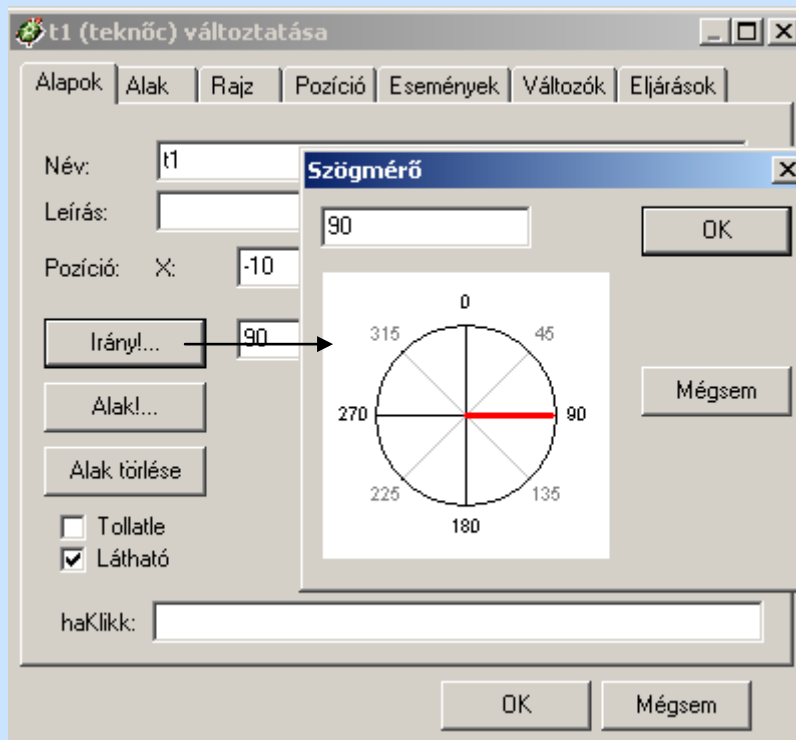 t1 (teknőc) változtatása
Alapok Alak Rajz Pozíció Események Változók Eljárások
Név: t1
Leírás:
Pozíció: X: -10
Irány!... 90
Alak!...
Alak törlése
Tollatle
Látható
haKlikk:
OK Mégsem
Szögmérő
90 OK
0
315 45
270 90
225 135
180
Mégsem